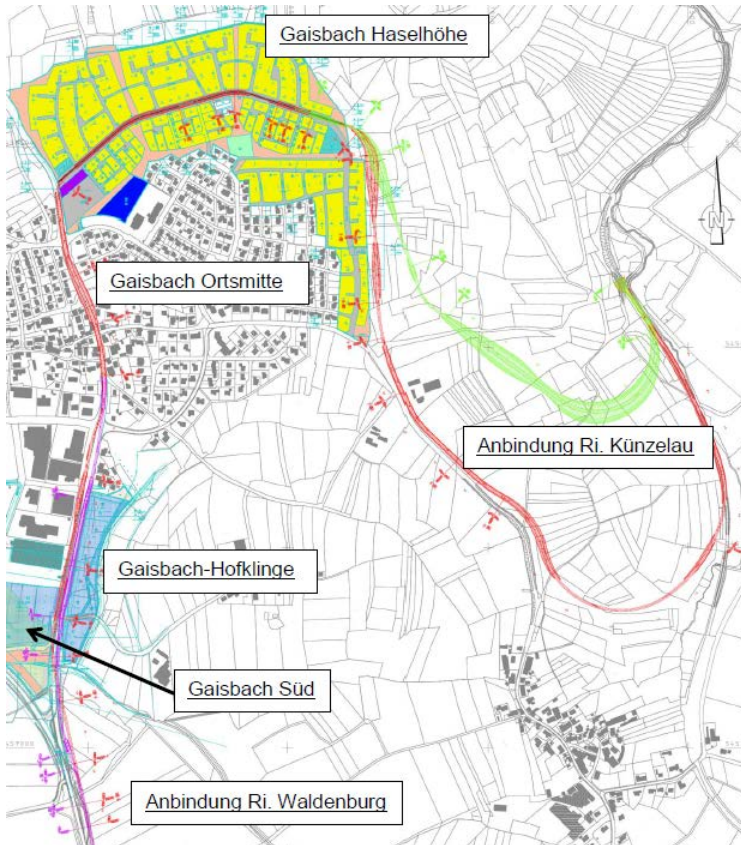 Gaisbach Haselhöhe
N
Gaisbach Ortsmitte
Anbindung Ri. Künzelau
Gaisbach-Hofklinge
Gaisbach Süd
Anbindung Ri. Waldenburg